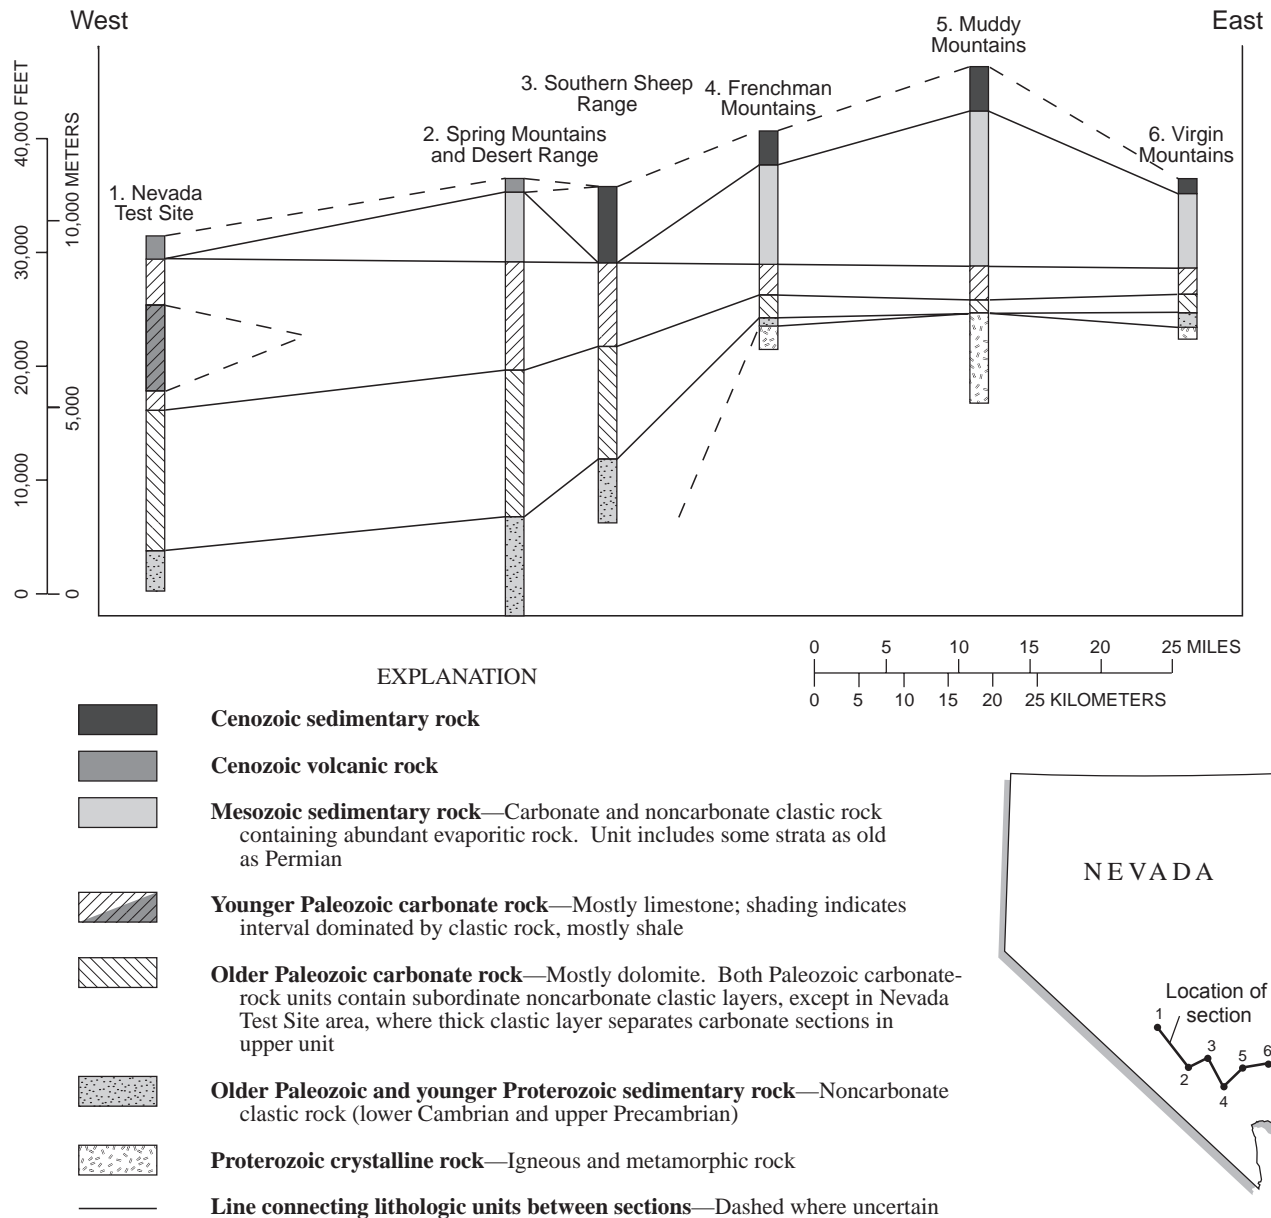 West
East
5. Muddy
Mountains
3. Southern Sheep
Range
4. Frenchman
Mountains
2. Spring Mountains
and Desert Range
6. Virgin
Mountains
1. Nevada
Test Site
40,000 FEET
30,000
20,000
10,000
0
10,000 METERS
5,000
0
0 5 10 15 20 25 MILES
0 5 10 15 20 25 KILOMETERS
EXPLANATION
Cenozoic sedimentary rock
Cenozoic volcanic rock
Mesozoic sedimentary rock—Carbonate and noncarbonate clastic rock
containing abundant evaporitic rock. Unit includes some strata as old
as Permian
Younger Paleozoic carbonate rock—Mostly limestone; shading indicates
interval dominated by clastic rock, mostly shale
Older Paleozoic carbonate rock—Mostly dolomite. Both Paleozoic carbonate-
rock units contain subordinate noncarbonate clastic layers, except in Nevada
Test Site area, where thick clastic layer separates carbonate sections in
upper unit
Older Paleozoic and younger Proterozoic sedimentary rock—Noncarbonate
clastic rock (lower Cambrian and upper Precambrian)
Proterozoic crystalline rock—Igneous and metamorphic rock
Line connecting lithologic units between sections—Dashed where uncertain
NEVADA
Location of
section
1
2
3
4
5
6